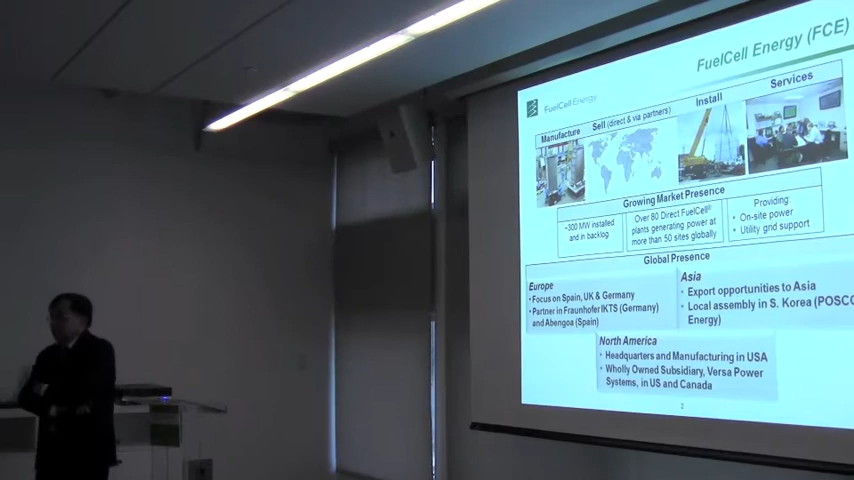 FuelCell Energy (FCE)
FuelCell Energy
Manufacture
Sell (direct & via partners)
Install
Services
Growing Market Presence
~300 MW installed
and in backlog
Over 80 Direct FuelCell®
plants generating power at
more than 50 sites globally
Providing:
• On-site power
• Utility grid support
Global Presence
Europe
• Focus on Spain, UK & Germany
• Partner in Fraunhofer IKTS (Germany)
and Abengoa (Spain)
Asia
• Export opportunities to Asia
• Local assembly in S. Korea (POSCO
Energy)
North America
• Headquarters and Manufacturing in USA
• Wholly Owned Subsidiary, Versa Power
Systems, in US and Canada
2